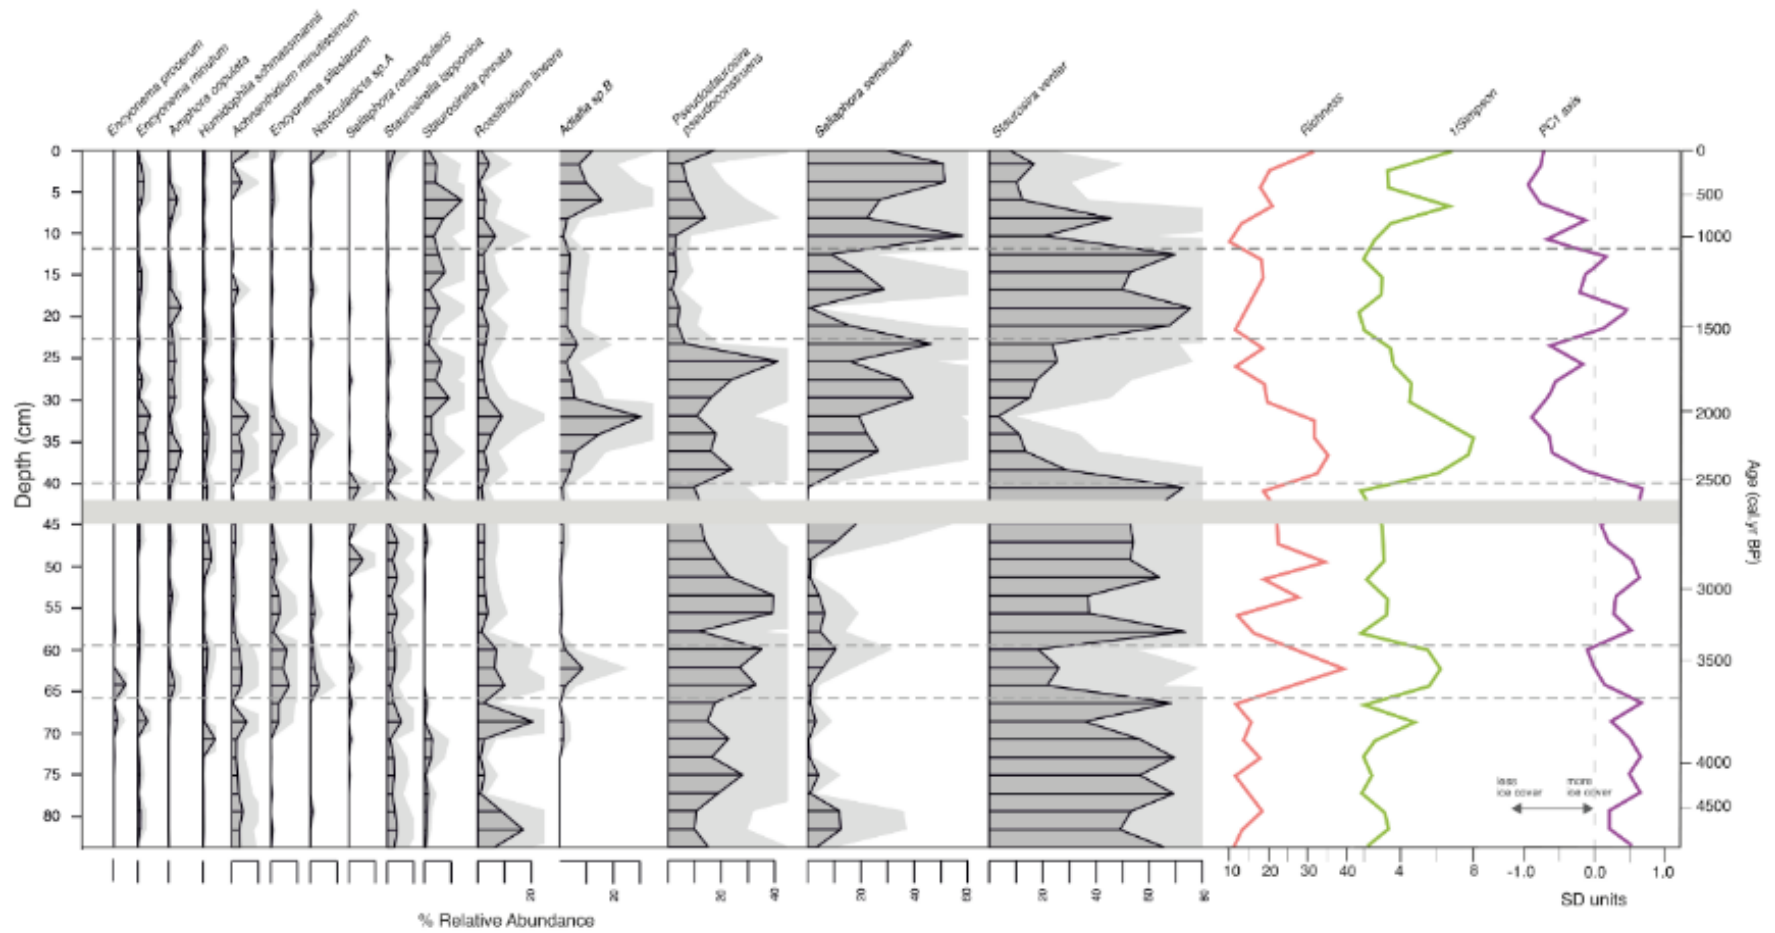 Encyonema procerum
Encyonema minutum
Amphora copulata
Humidophila schmassmannii
Achnanthidium minutissimum
Encyonema silesiacum
Naviculadicta sp.A
Sellaphora rectangularis
Staurosirella lapponica
Staurosirella pinnata
Rossithidium lineare
Adlafia sp.B
Pseudostaurosira
pseudoconstruens
Sellaphora seminulum
Staurosira venter
Richness
1/Simpson
PC1 axis
Depth (cm)
0
5
10
15
20
25
30
35
40
45
50
55
60
65
70
75
80
0
500
1000
1500
2000
2500
3000
3500
4000
4500
Age (cal.yr BP)
less
ice cover
more
ice cover
20
20 40
20 40 60
20 40 60 80
10 20 30 40
4 8
-1.0 0.0 1.0
% Relative Abundance
SD units